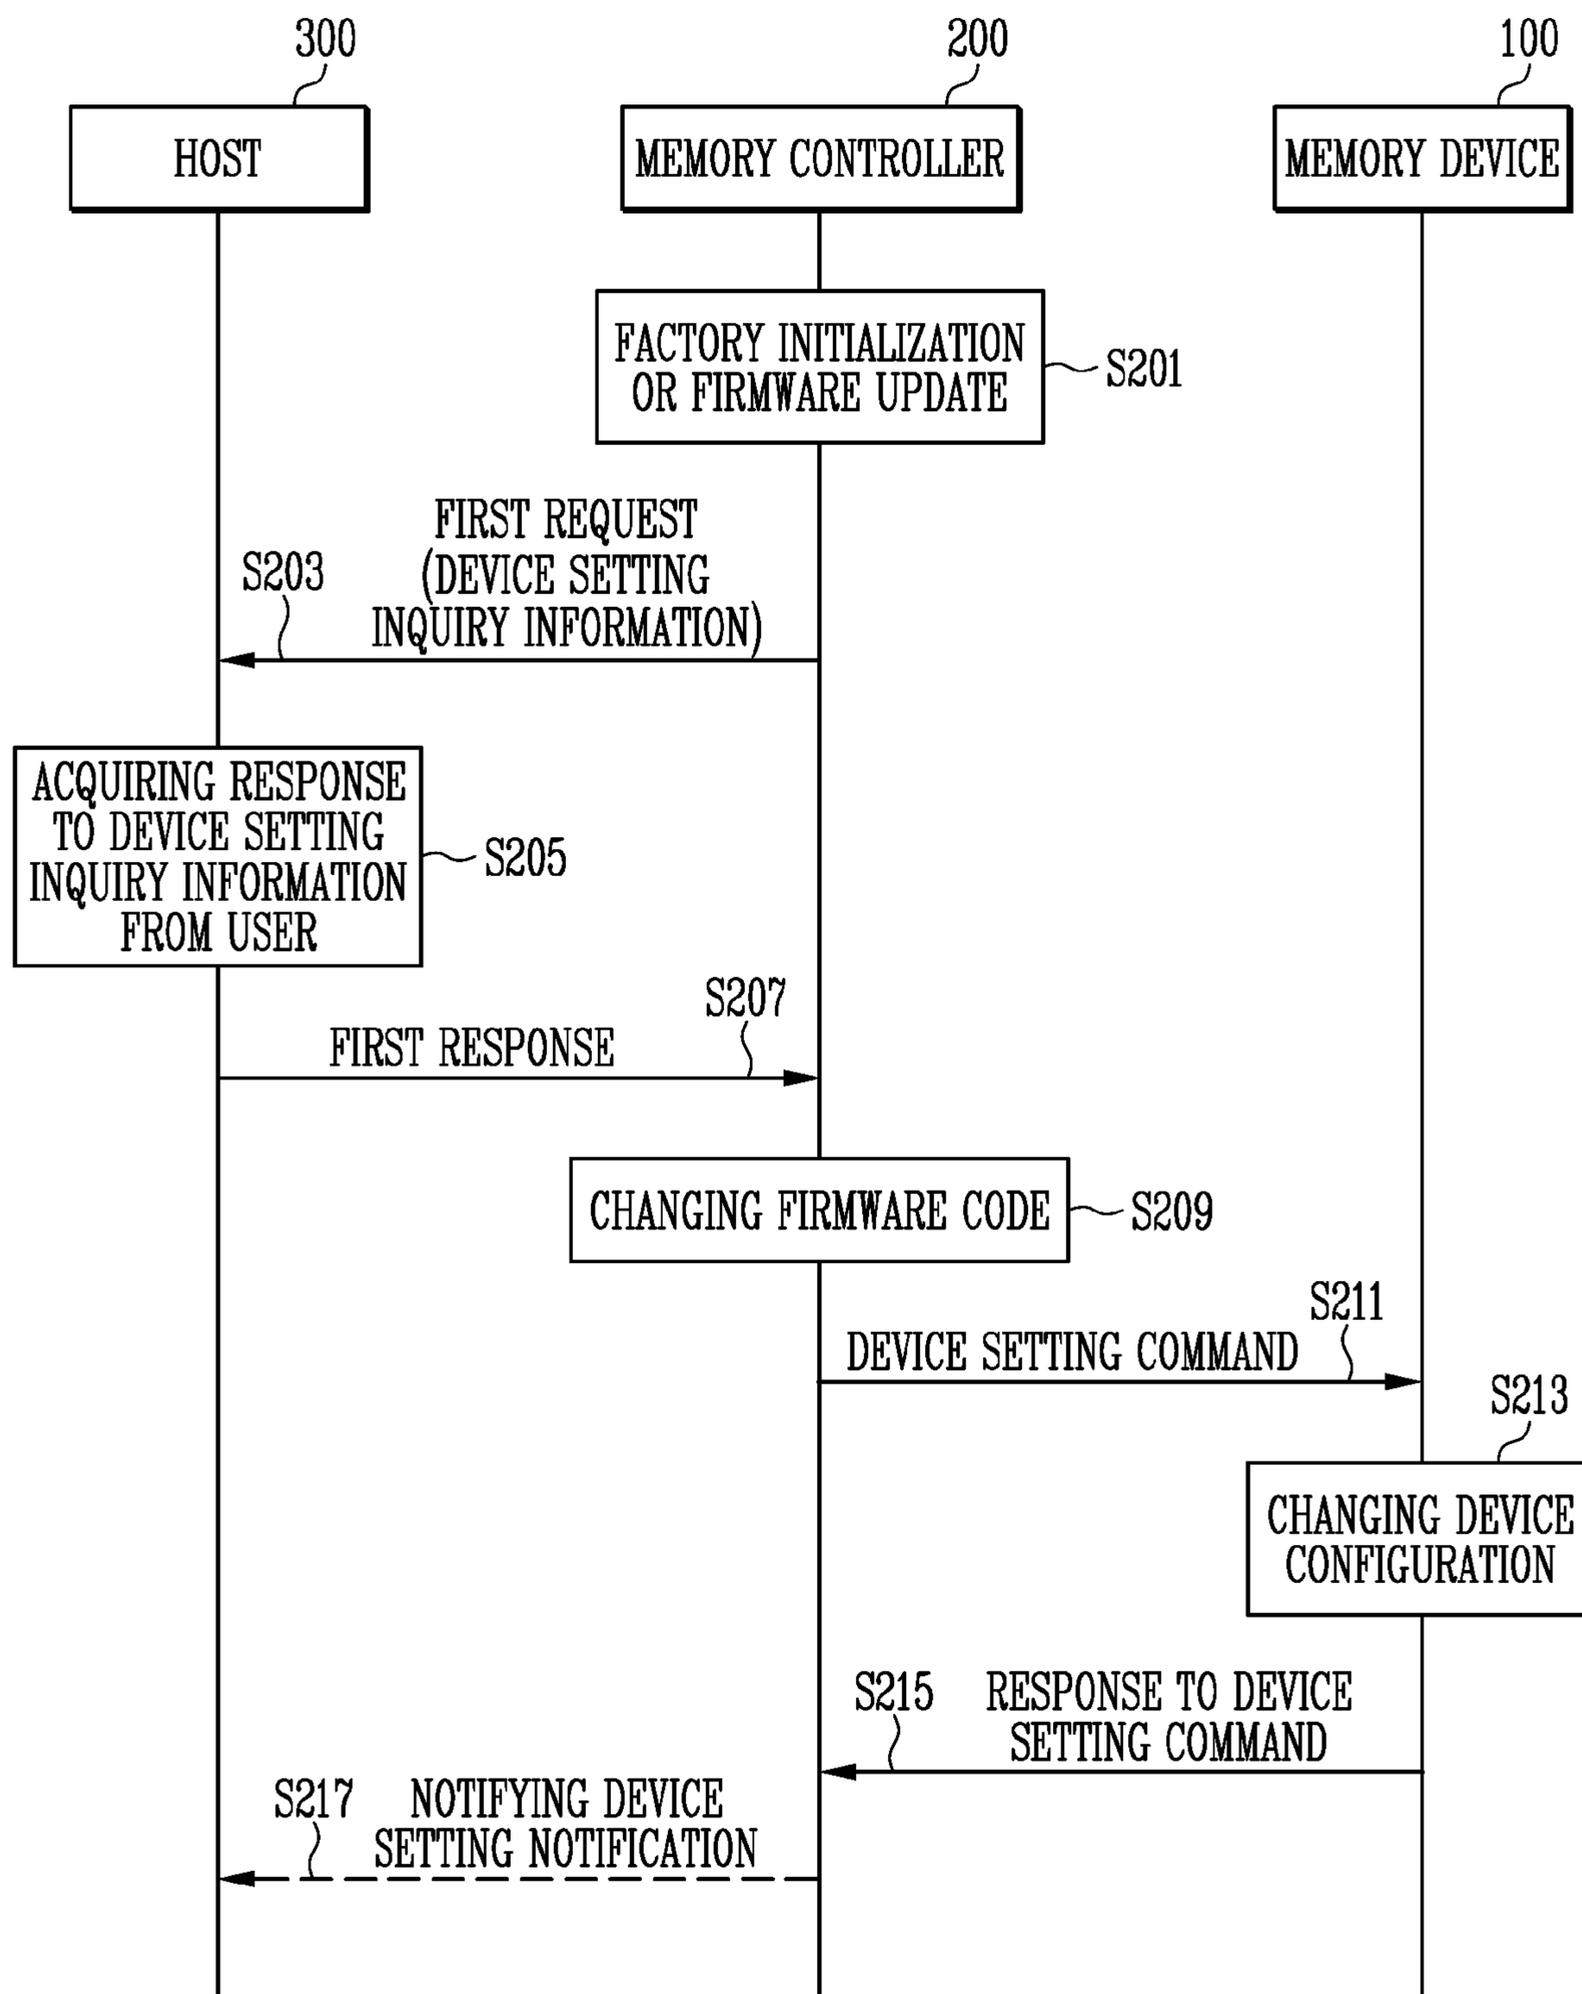 300
200
100
HOST
MEMORY CONTROLLER
MEMORY DEVICE
FACTORY INITIALIZATION
OR FIRMWARE UPDATE
S201
FIRST REQUEST
(DEVICE SETTING
INQUIRY INFORMATION)
S203
ACQUIRING RESPONSE
TO DEVICE SETTING
INQUIRY INFORMATION
FROM USER
S205
S207
FIRST RESPONSE
CHANGING FIRMWARE CODE
S209
S211
DEVICE SETTING COMMAND
S213
CHANGING DEVICE
CONFIGURATION
S215
RESPONSE TO DEVICE
SETTING COMMAND
S217
NOTIFYING DEVICE
SETTING NOTIFICATION